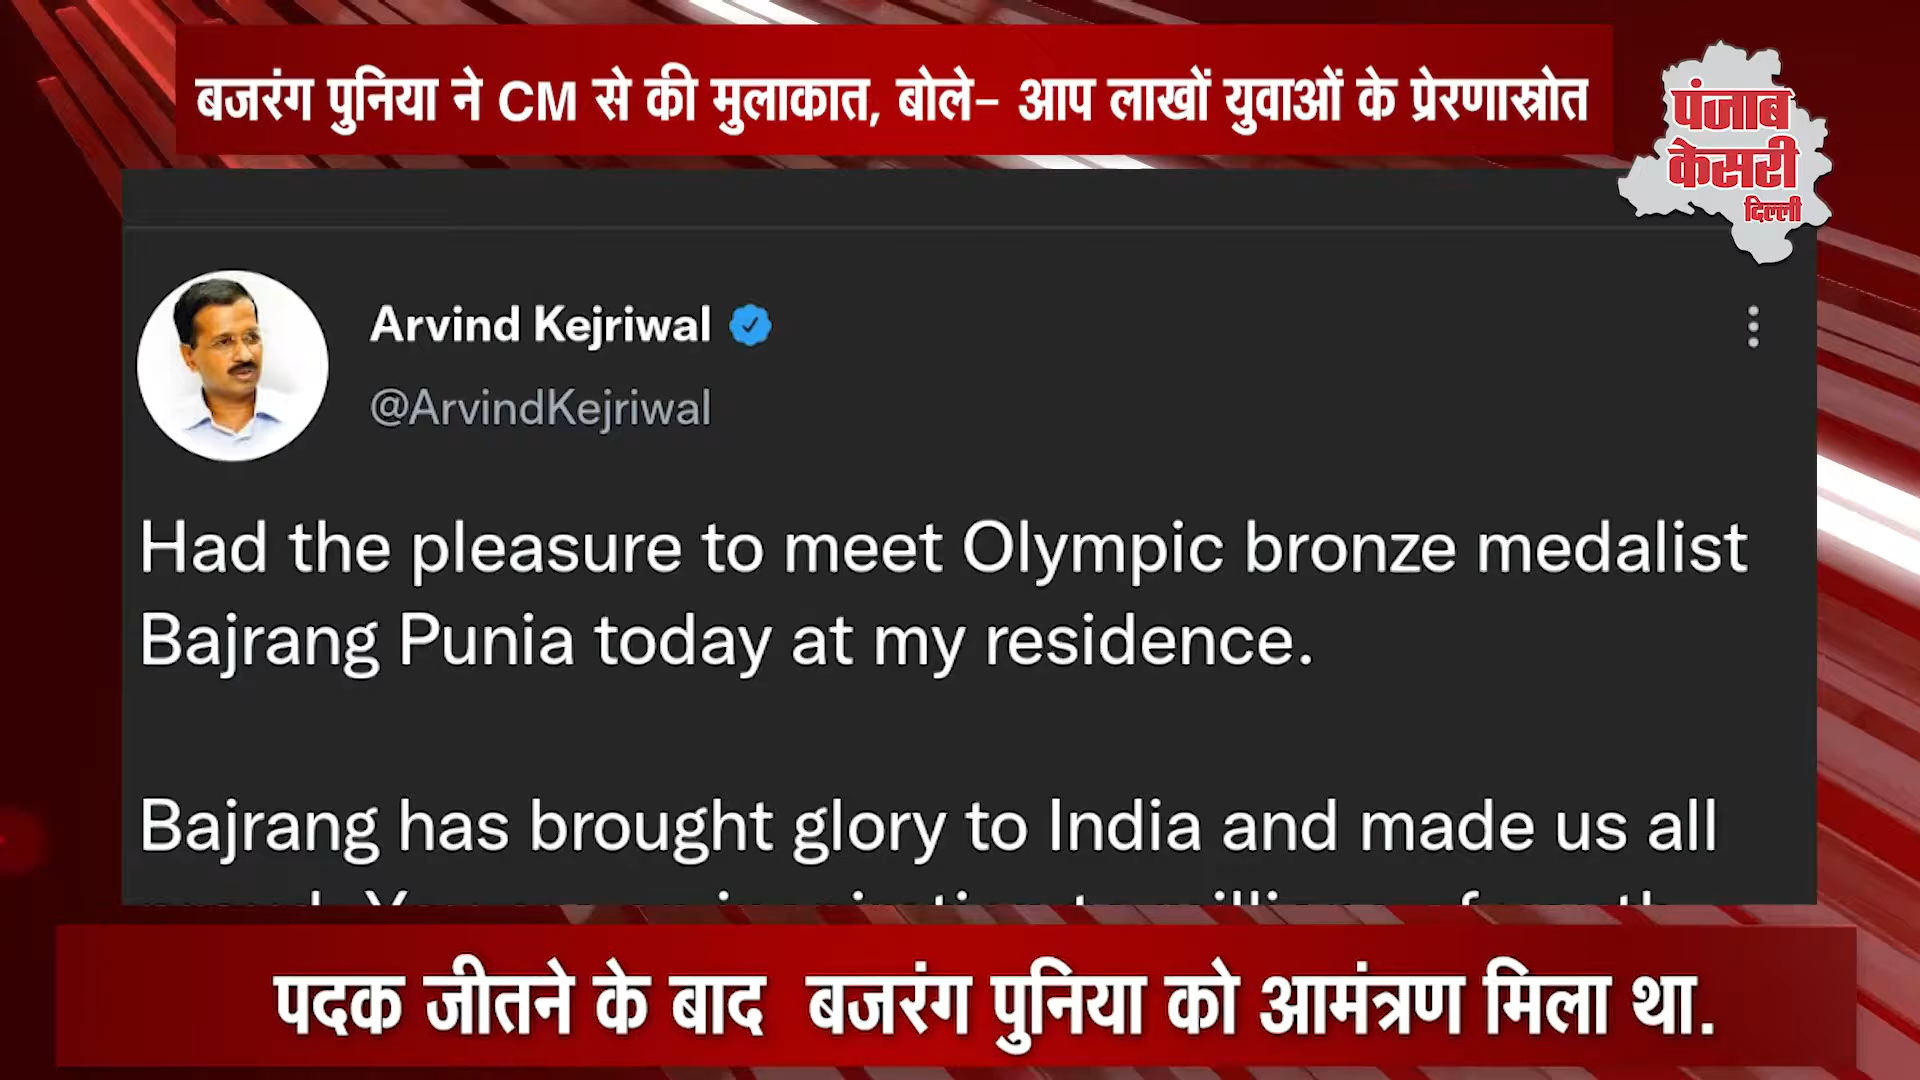 बजरंग पुनिया ने CM से की मुलाकात, बोले- आप लाखों युवाओं के प्रेरणास्रोत
पंजाब
केसरी
दिल्ली
Arvind Kejriwal
@ArvindKejriwal
Had the pleasure to meet Olympic bronze medalist
Bajrang Punia today at my residence.
Bajrang has brought glory to India and made us all
पदक जीतने के बाद बजरंग पुनिया को आमंत्रण मिला था.